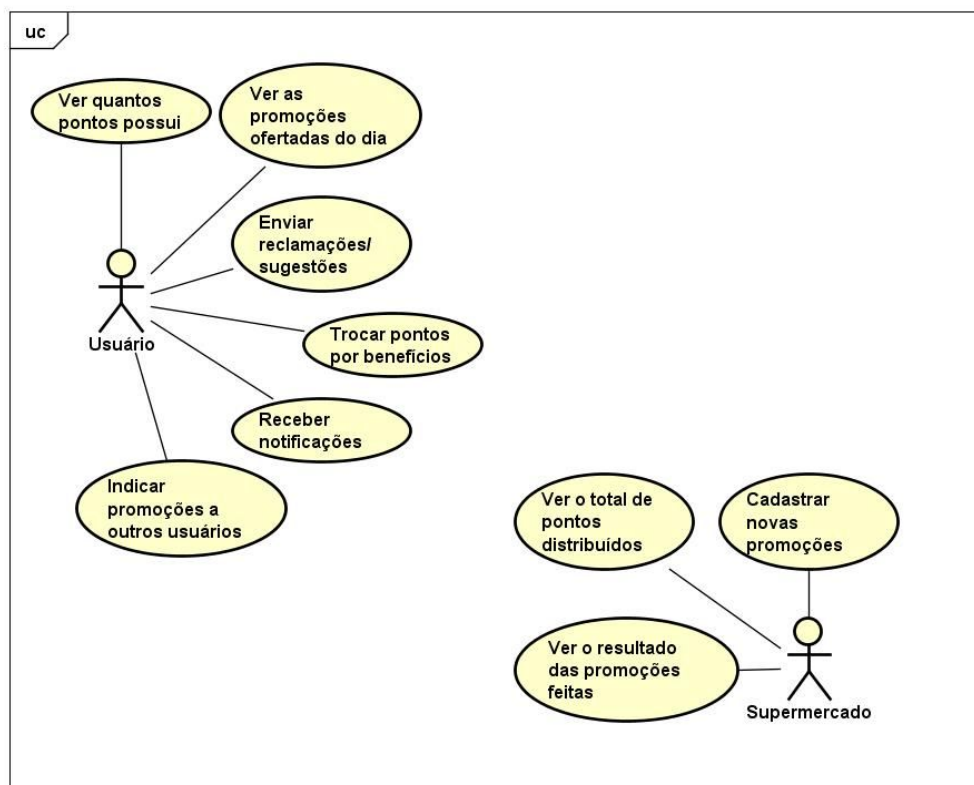 uc
Ver quantos
pontos possui
Ver as
promoções
ofertadas do dia
Enviar
reclamações/
sugestões
Usuário
Trocar pontos
por benefícios
Receber
notificações
Indicar
promoções a
outros usuários
Ver o total de
pontos
distribuídos
Cadastrar
novas
promoções
Ver o resultado
das promoções
feitas
Supermercado